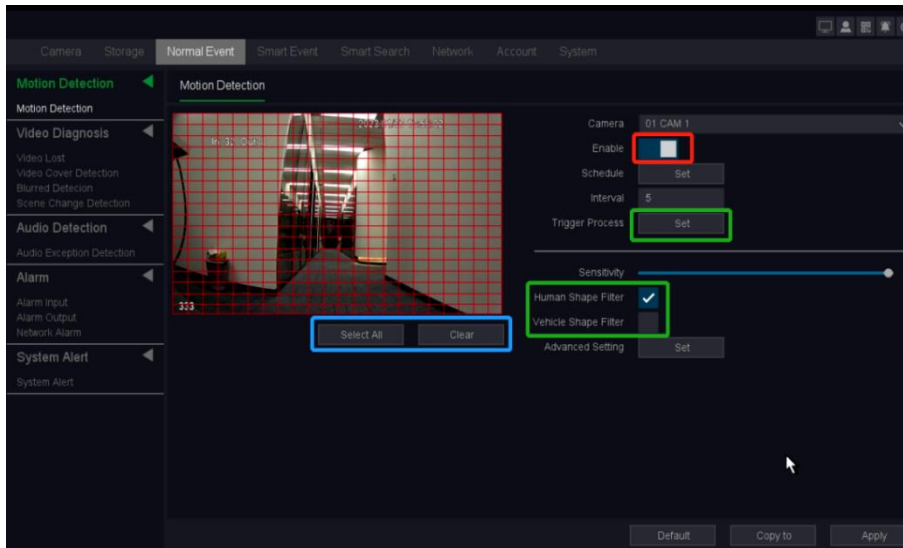 Camera Storage Normal Event Smart Event Smart Search Network Account System
Motion Detection
Motion Detection
Video Diagnosis
Video Lost
Video Cover Detection
Blurred Detecion
Scene Change Detection
Audio Detection
Audio Exception Detection
Alarm
Alarm Input
Alarm Output
Network Alarm
System Alert
System Alert
Motion Detection
333
Select All Clear
Camera 01 CAM 1
Enable
Schedule Set
Interval 5
Trigger Process Set
Sensitivity
Human Shape Filter
Vehicle Shape Filter
Advanced Setting Set
Default Copy to Apply